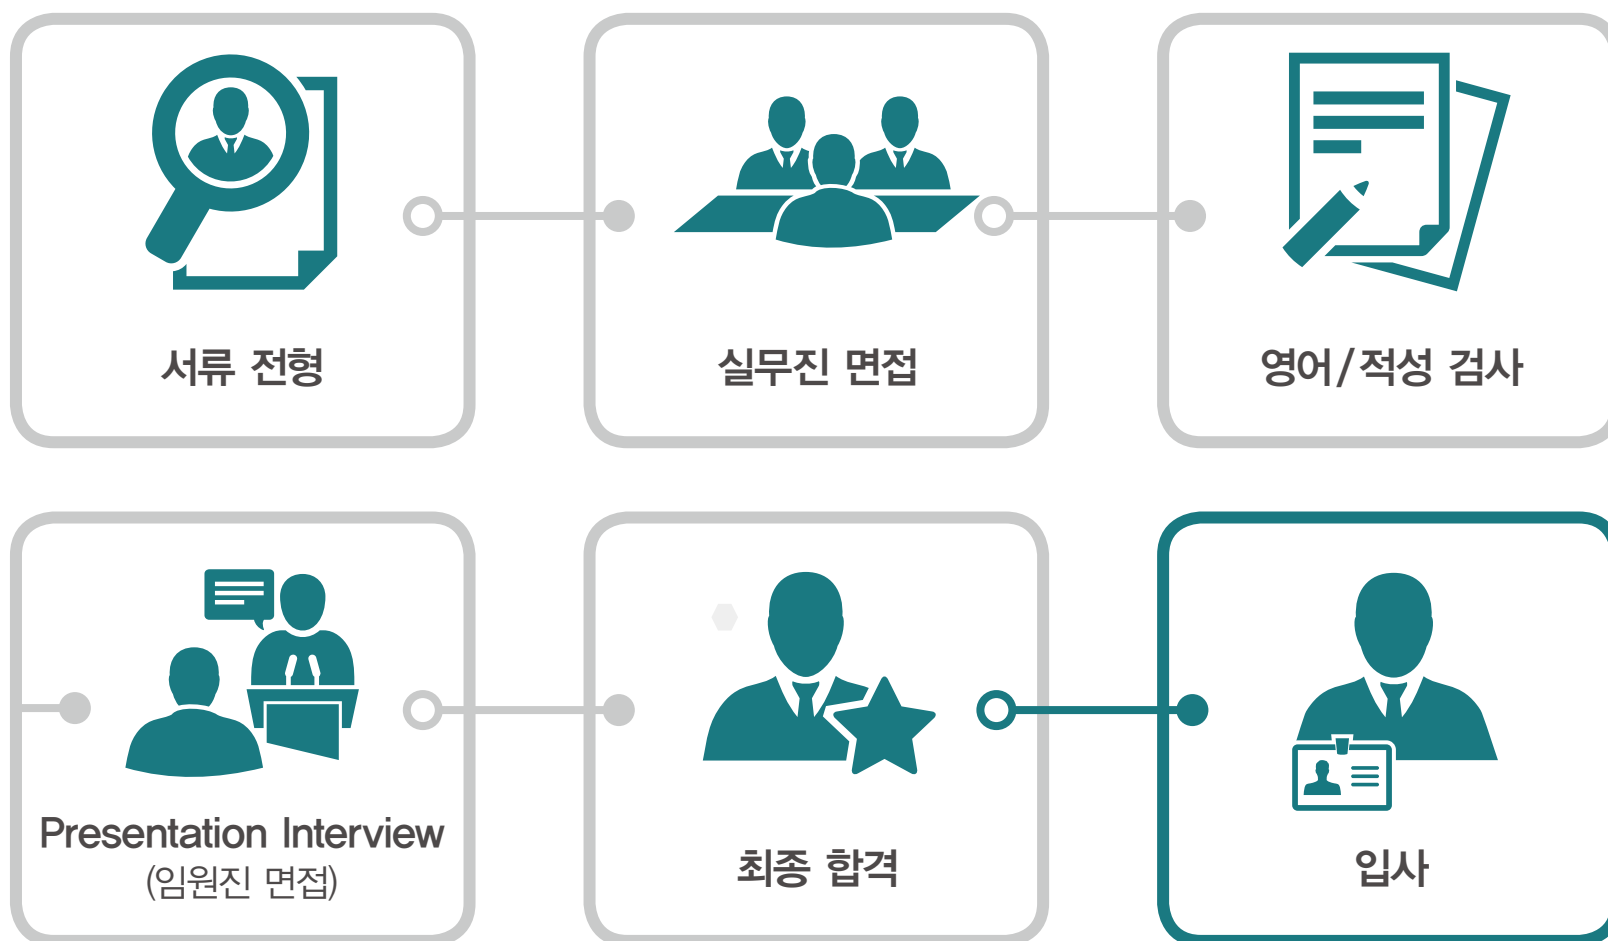 서류 전형
실무진 면접
영어/적성 검사
Presentation Interview
(임원진 면접)
최종 합격
입사